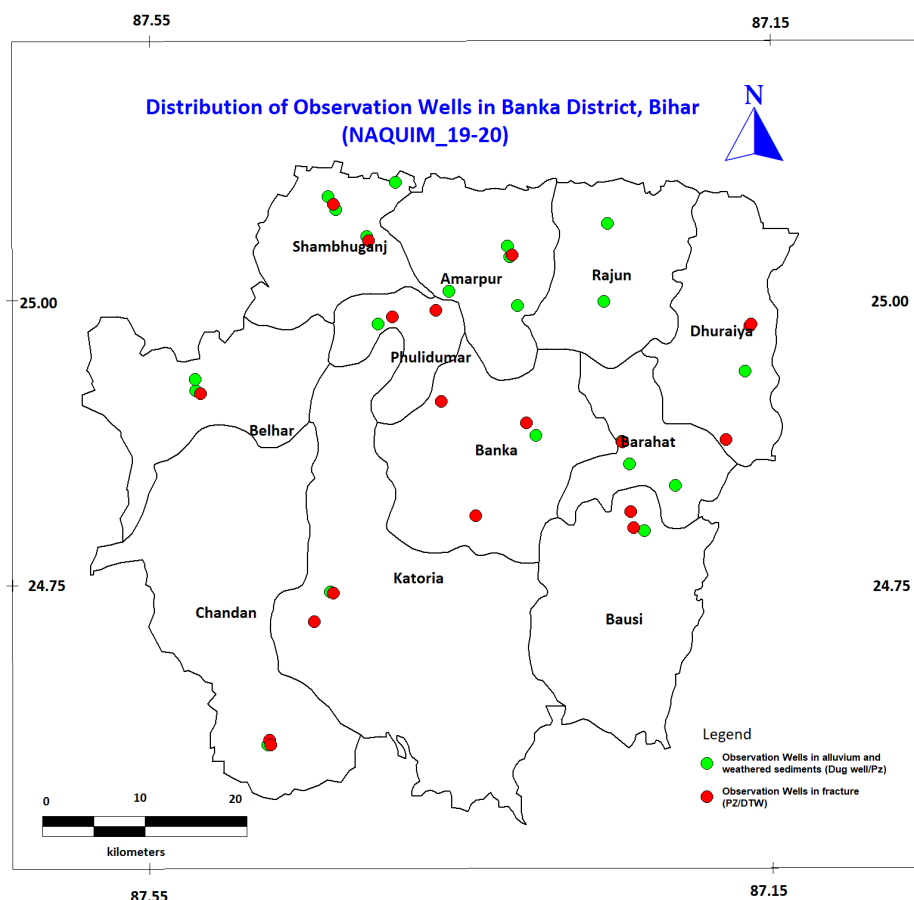 87.55
87.15
Distribution of Observation Wells in Banka District, Bihar
(NAQUIM_19-20)
N
Shambhuganj
Amarpur
Rajun
25.00
25.00
Dhuraiya
Phulidumar
Belhar
Banka
Barahat
24.75
24.75
Katoria
Chandan
Bausi
Legend
Observation Wells in alluvium and
weathered sediments (Dug well/Pz)
Observation Wells in fracture
(PZ/DTW)
0 10 20
kilometers
87.55
87.15